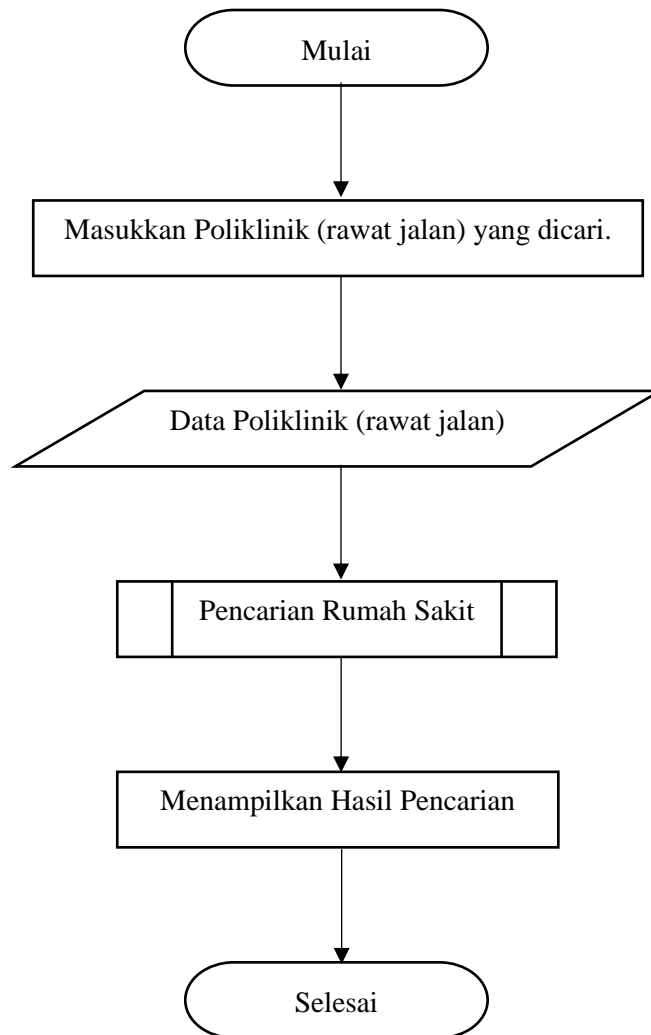 Mulai
Masukkan Poliklinik (rawat jalan) yang dicari.
Data Poliklinik (rawat jalan)
Pencarian Rumah Sakit
Menampilkan Hasil Pencarian
Selesai